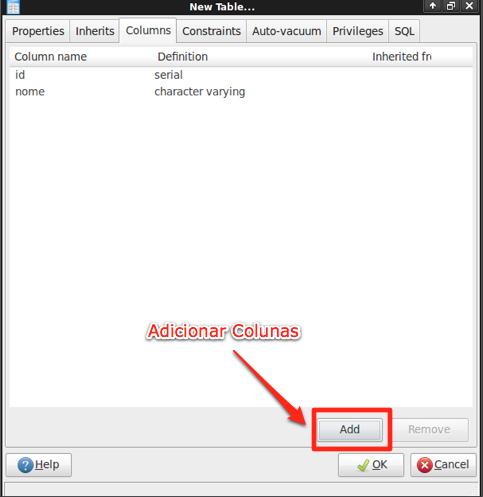 New Table...
Properties Inherits Columns Constraints Auto-vacuum Privileges SQL
Column name Definition Inherited fr
id serial
nome character varying
Adicionar Colunas
Add Remove
Help OK Cancel